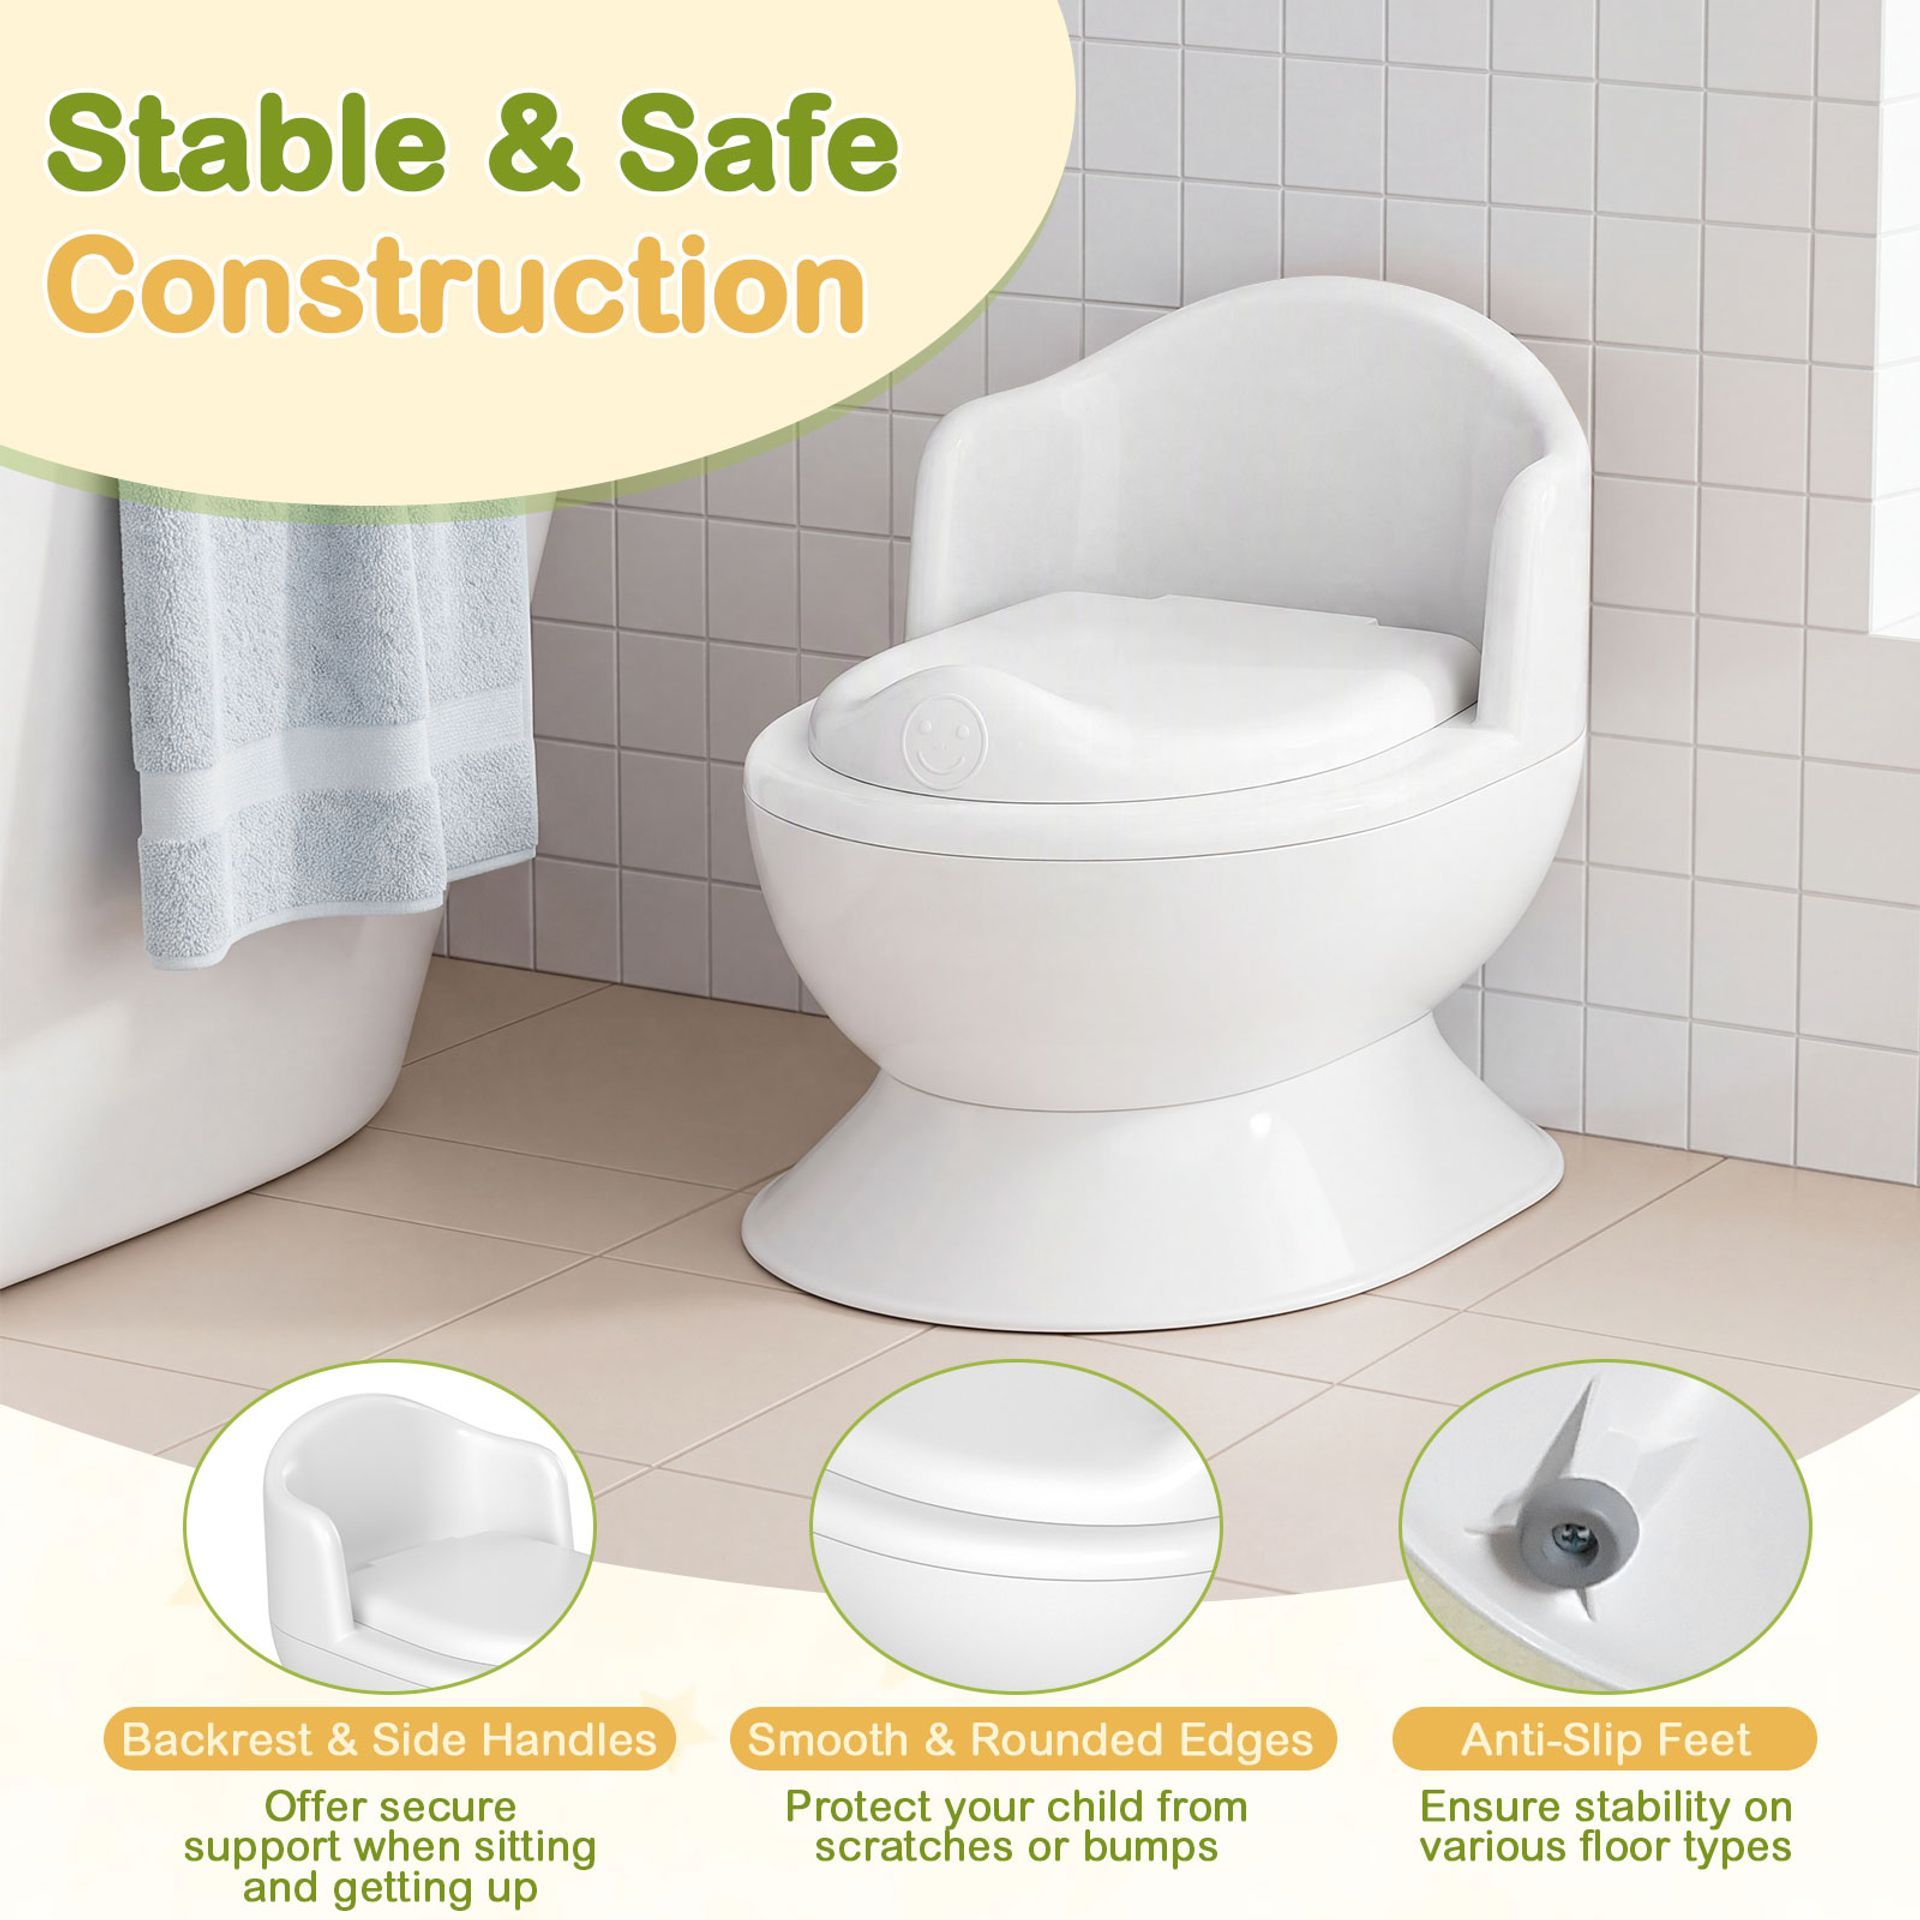 Stable & Safe
Construction
Backrest & Side Handles
Offer secure
support when sitting
and getting up
Smooth & Rounded Edges
Protect your child from
scratches or bumps
Anti-Slip Feet
Ensure stability on
various floor types